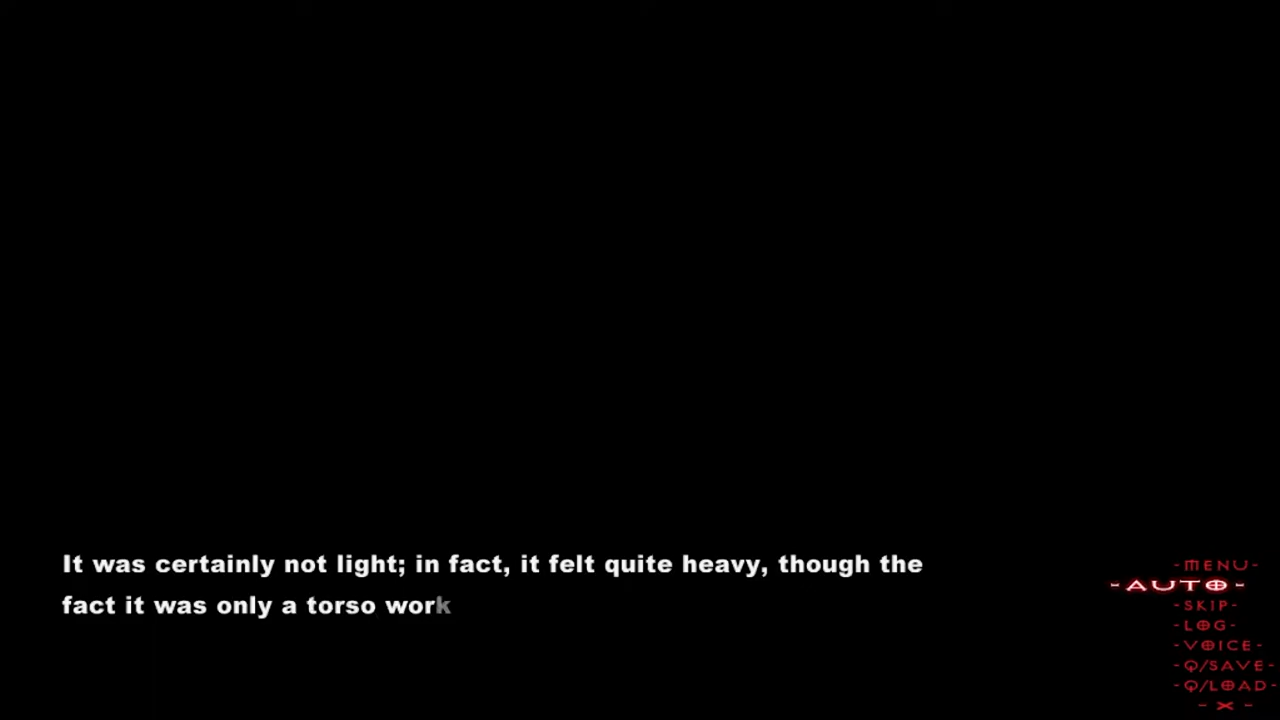 It was certainly not light; in fact, it felt quite heavy, though the
fact it was only a torso work
-MENU-
-AUTO-
-SKIP-
-LOG-
-VOICE-
-Q/SAVE-
-Q/LOAD-
-X-